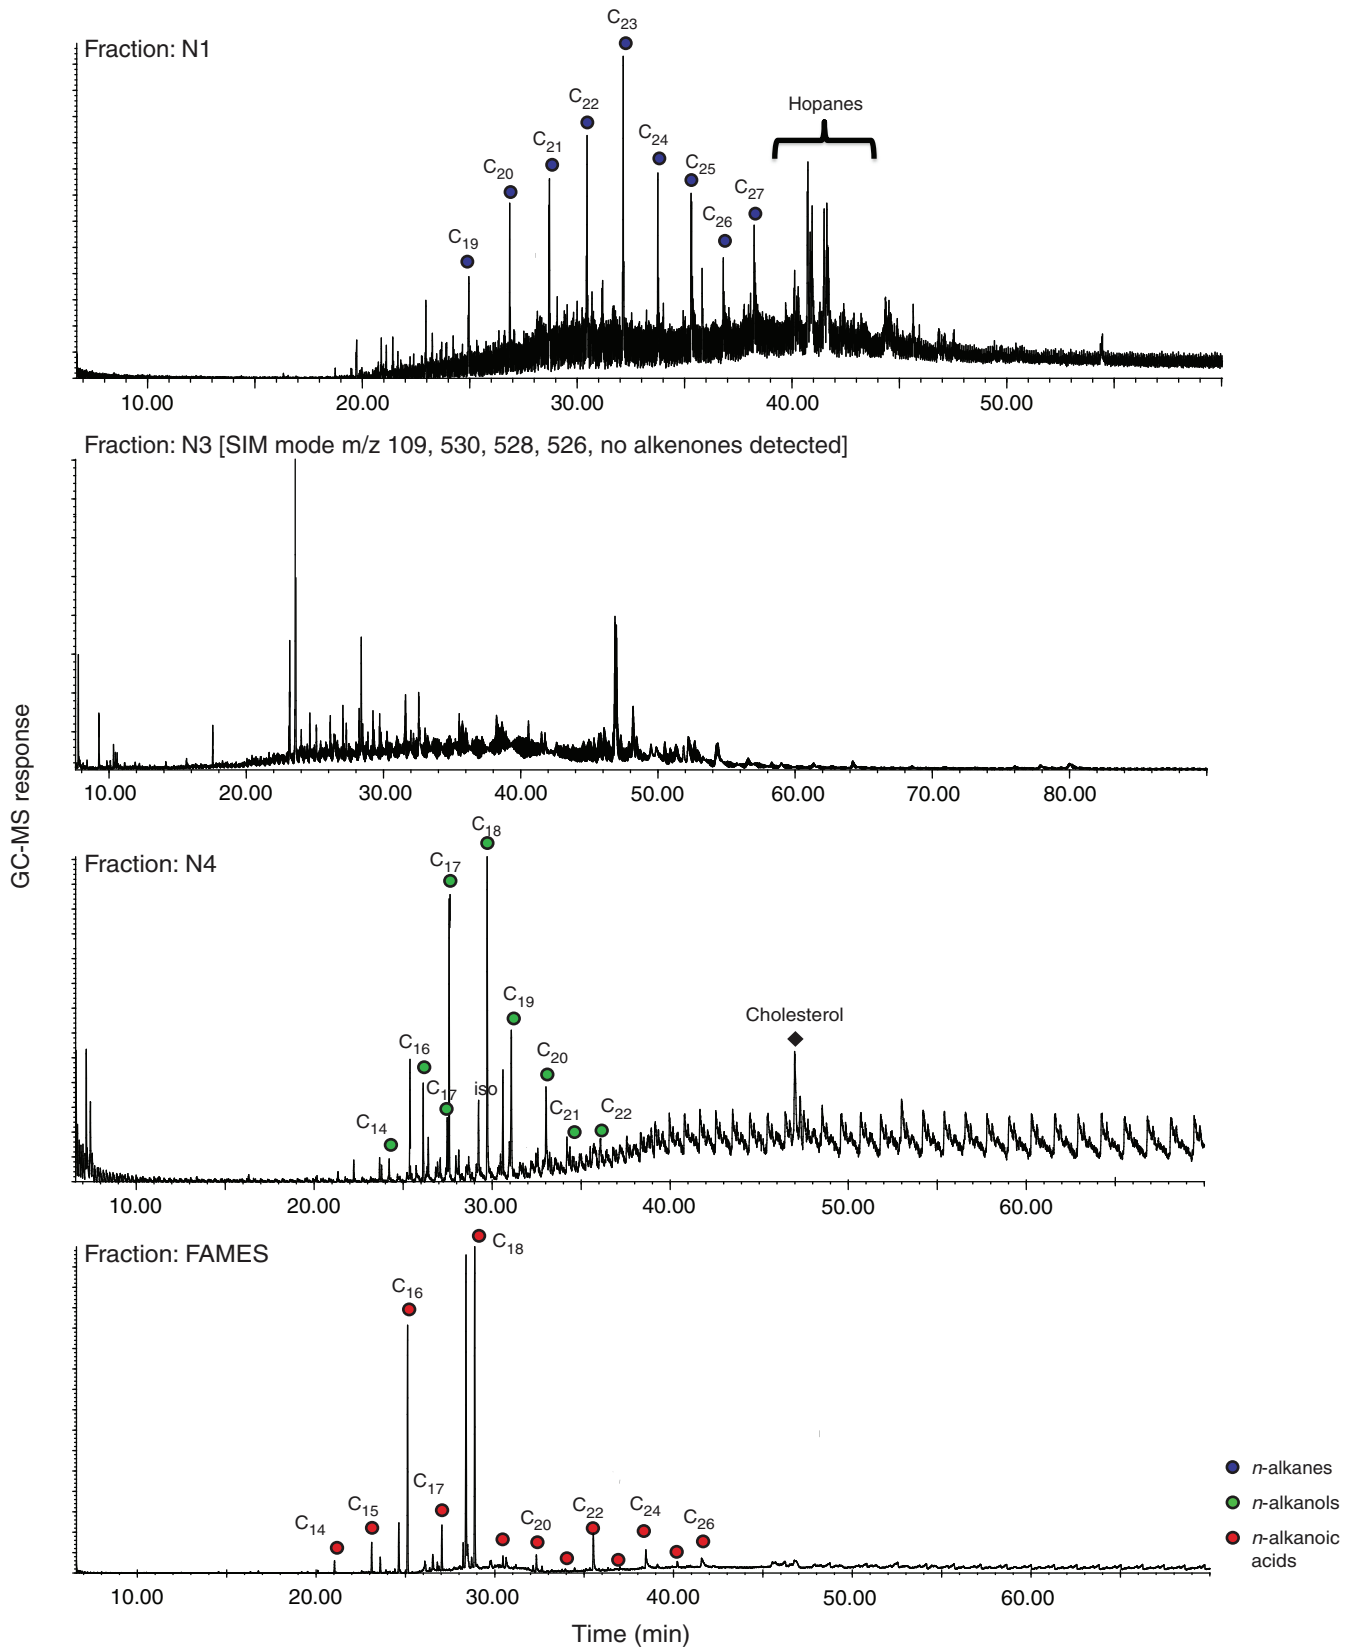 Fraction: N1
C19
C20
C21
C22
C23
C24
C25
C26
C27
Hopanes
10.00 20.00 30.00 40.00 50.00
Fraction: N3 [SIM mode m/z 109, 530, 528, 526, no alkenones detected]
10.00 20.00 30.00 40.00 50.00 60.00 70.00 80.00
GC-MS response
Fraction: N4
C14
C16
C17
C17
iso
C18
C19
C20
C21
C22
Cholesterol
10.00 20.00 30.00 40.00 50.00 60.00
Fraction: FAMES
C14
C15
C16
C17
C18
C20
C22
C24
C26
10.00 20.00 30.00 40.00 50.00 60.00
Time (min)
n-alkanes
n-alkanols
n-alkanoic
acids